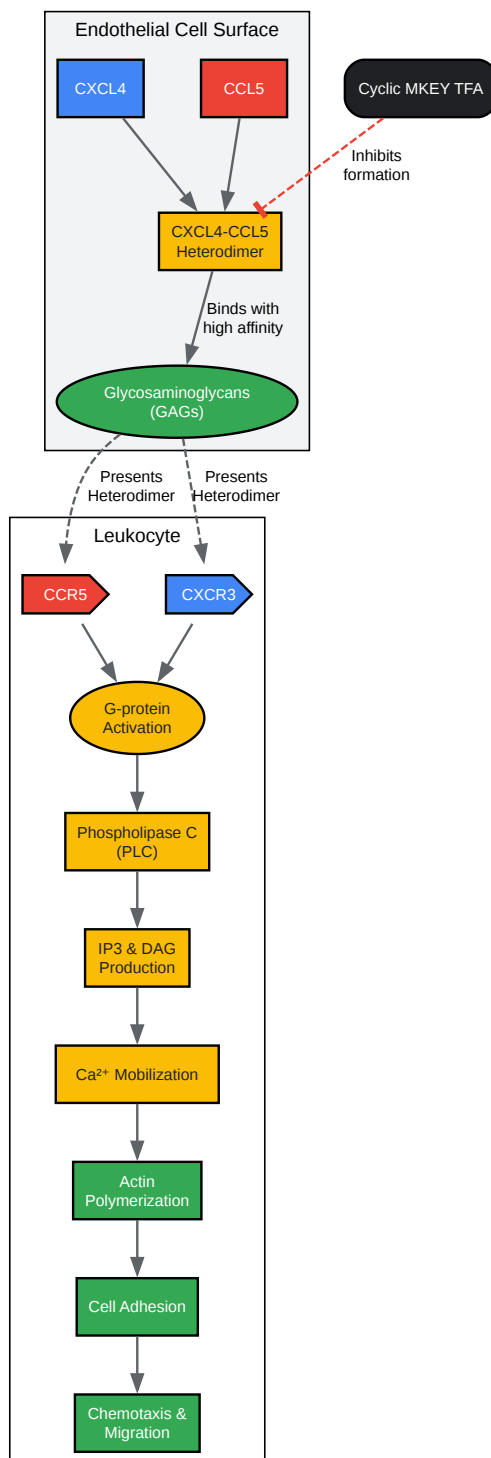 Endothelial Cell Surface
CXCL4
CCL5
Cyclic MKEY TFA
Inhibits
formation
CXCL4-CCL5
Heterodimer
Binds with
high affinity
Glycosaminoglycans
(GAGs)
Presents
Heterodimer
Presents
Heterodimer
Leukocyte
CCR5
CXCR3
G-protein
Activation
Phospholipase C
(PLC)
IP3 & DAG
Production
Ca²⁺ Mobilization
Actin
Polymerization
Cell Adhesion
Chemotaxis &
Migration